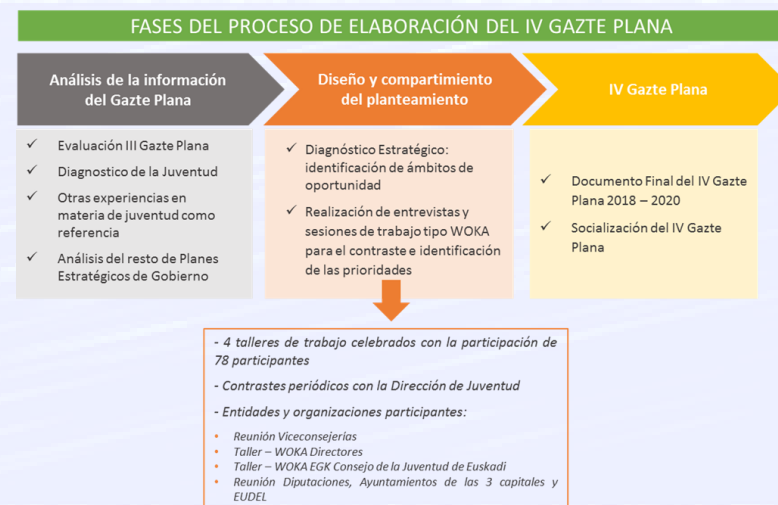 FASES DEL PROCESO DE ELABORACIÓN DEL IV GAZTE PLANA
Análisis de la información
del Gazte Plana
Evaluación III Gazte Plana
Diagnostico de la Juventud
Otras experiencias en
materia de juventud como
referencia
Análisis del resto de Planes
Estratégicos de Gobierno
Diseño y compartimiento
del planteamiento
Diagnóstico Estratégico:
identificación de ámbitos de
oportunidad
Realización de entrevistas y
sesiones de trabajo tipo WOKA
para el contraste e identificación
de las prioridades
IV Gazte Plana
Documento Final del IV Gazte
Plana 2018 – 2020
Socialización del IV Gazte
Plana
- 4 talleres de trabajo celebrados con la participación de
78 participantes
- Contrastes periódicos con la Dirección de Juventud
- Entidades y organizaciones participantes:
• Reunión Viceconsejerías
• Taller – WOKA Directores
• Taller – WOKA EGK Consejo de la Juventud de Euskadi
• Reunión Diputaciones, Ayuntamientos de las 3 capitales y
EUDEL